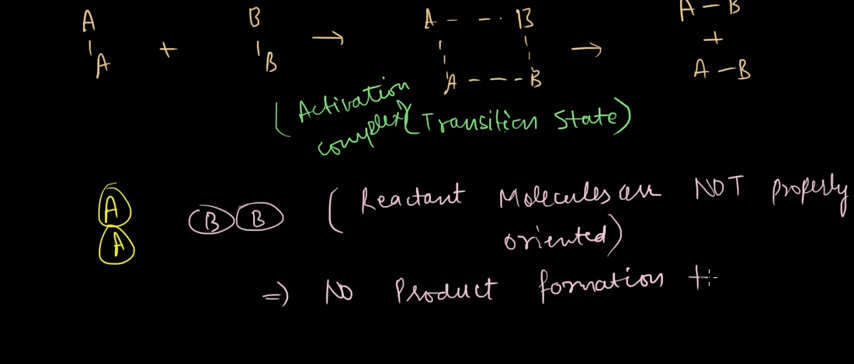 A B A - - - - B A - B
+ → → +
A B A - - - - B A - B
(Activation complex) (Transition State)
A
A B B (Reactant Molecules are NOT properly
oriented)
⇒ No Product formation t